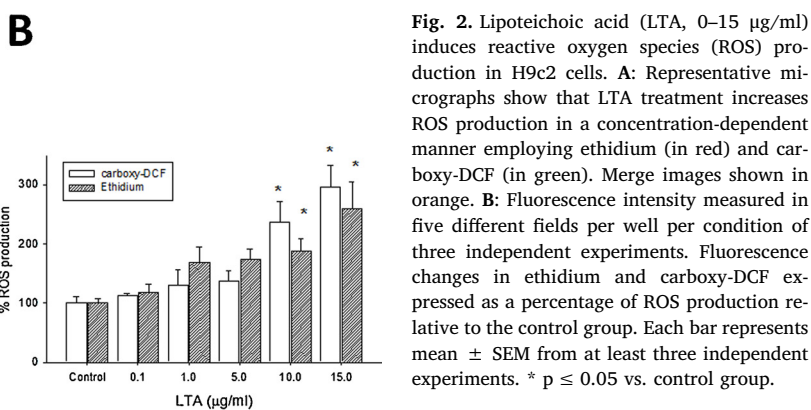 B
% ROS production
300
200
100
0
carboxy-DCF
Ethidium
*
*
*
*
Control 0.1 1.0 5.0 10.0 15.0
LTA (µg/ml)
Fig. 2. Lipoteichoic acid (LTA, 0–15 µg/ml)
induces reactive oxygen species (ROS) pro-
duction in H9c2 cells. A: Representative mi-
crographs show that LTA treatment increases
ROS production in a concentration-dependent
manner employing ethidium (in red) and car-
boxy-DCF (in green). Merge images shown in
orange. B: Fluorescence intensity measured in
five different fields per well per condition of
three independent experiments. Fluorescence
changes in ethidium and carboxy-DCF ex-
pressed as a percentage of ROS production re-
lative to the control group. Each bar represents
mean ± SEM from at least three independent
experiments. * p ≤ 0.05 vs. control group.